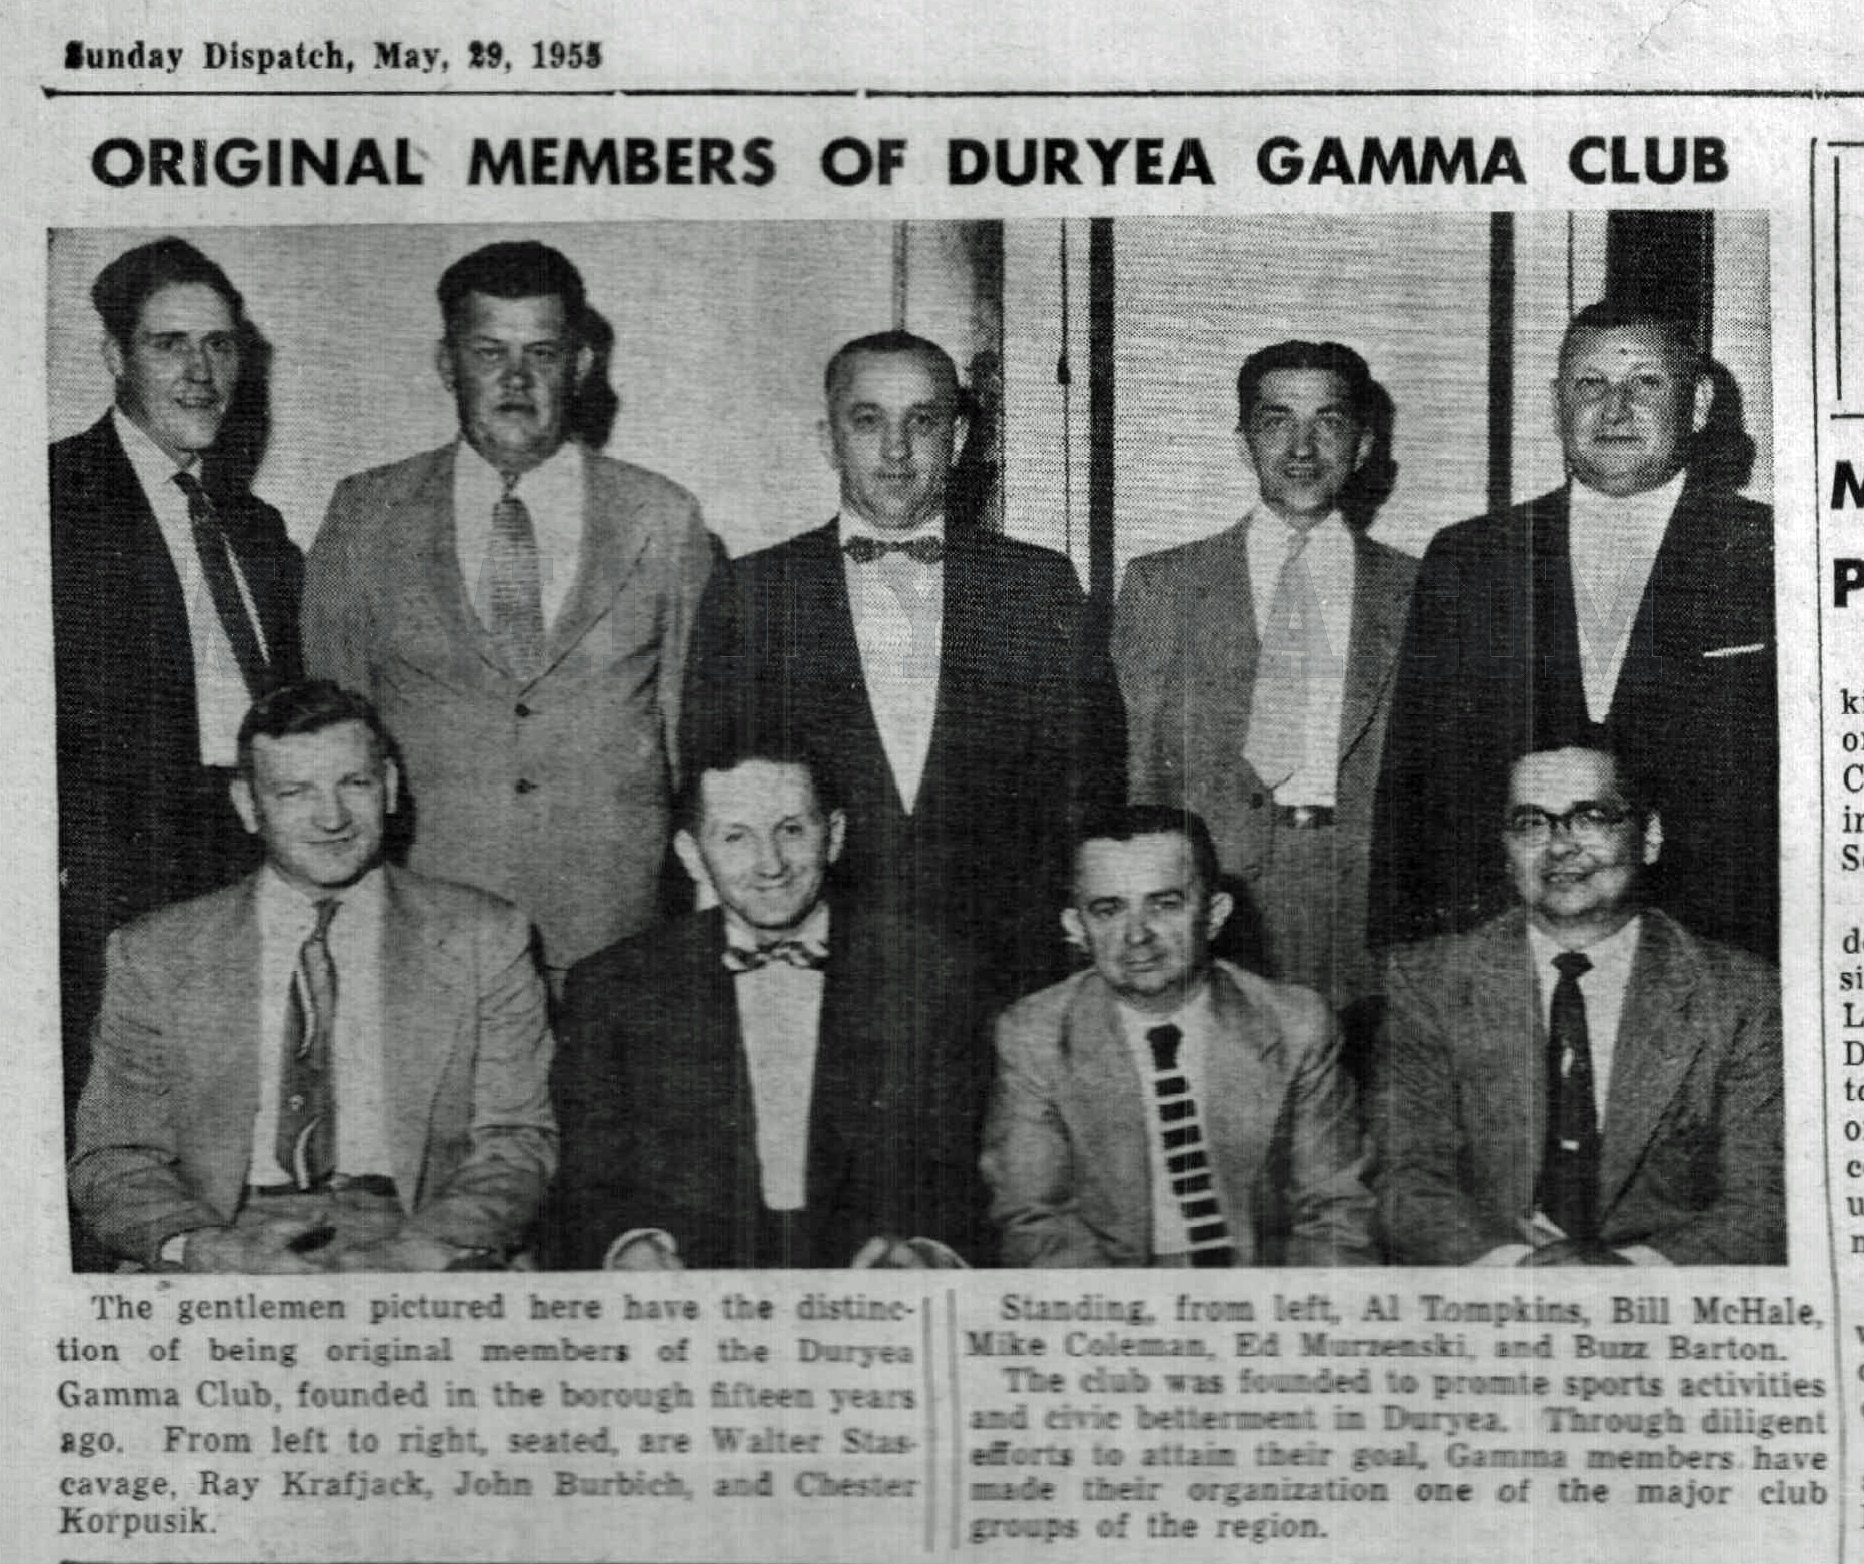 Sunday Dispatch, May, 29, 1955
ORIGINAL MEMBERS OF DURYEA GAMMA CLUB
The gentlemen pictured here have the distinc-
tion of being original members of the Duryea
Gamma Club, founded in the borough fifteen years
ago. From left to right, seated, are Walter Stas-
cavage, Ray Krafjack, John Burbich, and Chester
Korpusik.
Standing, from left, Al Tompkins, Bill McHale,
Mike Coleman, Ed Murzenski, and Buzz Barton.
The club was founded to promte sports activities
and civic betterment in Duryea. Through diligent
efforts to attain their goal, Gamma members have
made their organization one of the major club
groups of the region.